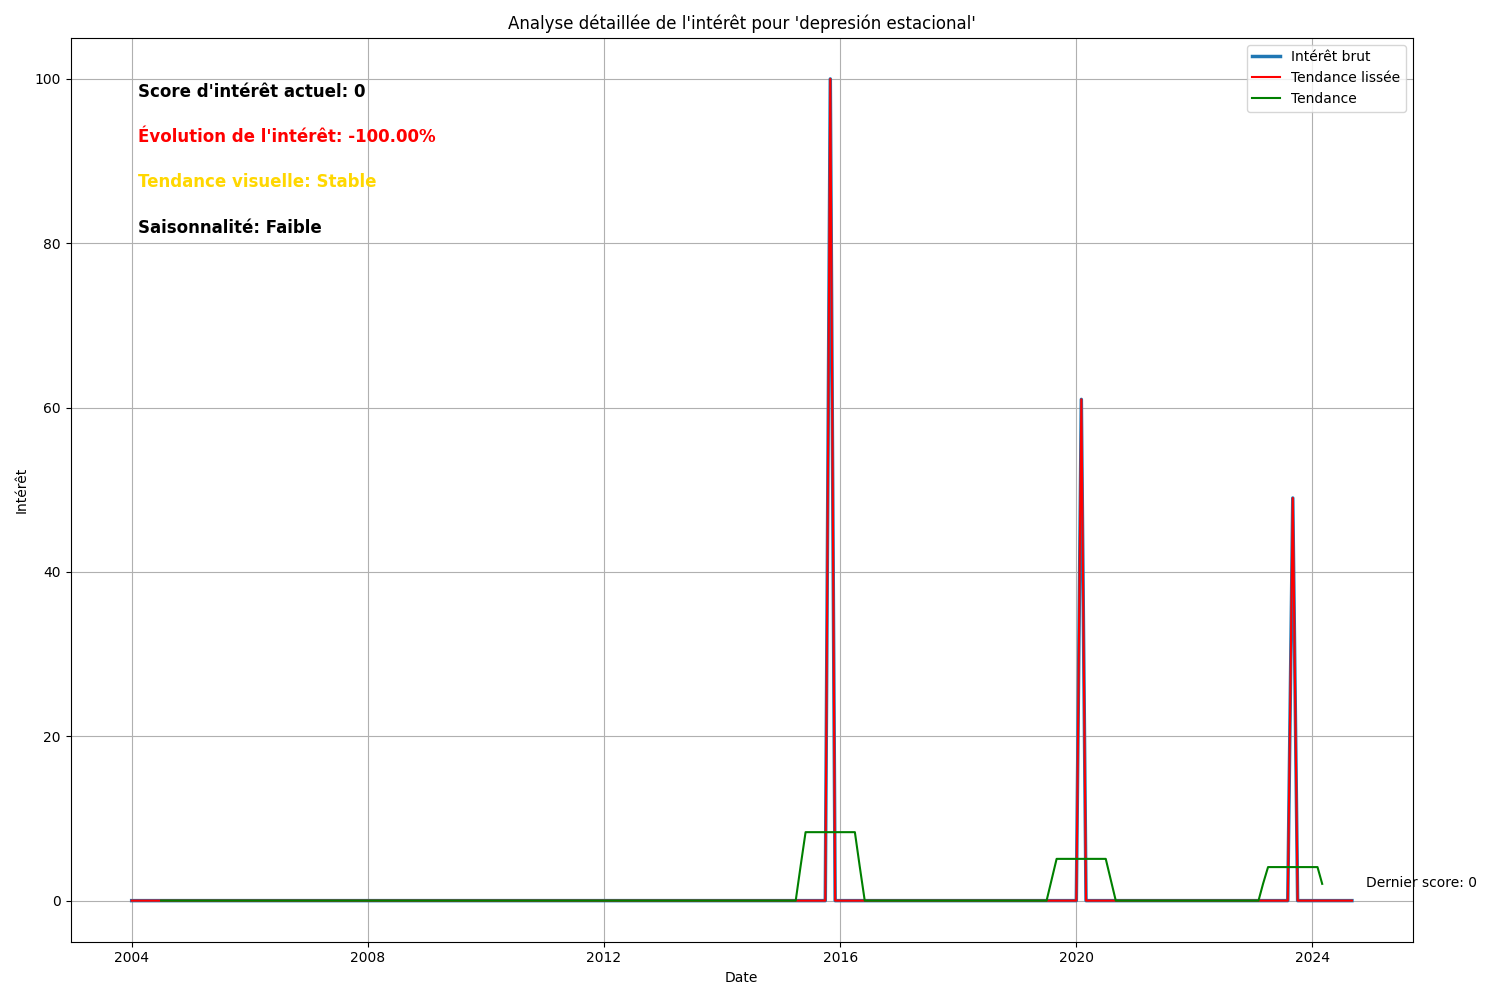 Analyse détaillée de l'intérêt pour 'depresión estacional'
Intérêt brut
Tendance lissée
Tendance
Score d'intérêt actuel: 0
Évolution de l'intérêt: -100.00%
Tendance visuelle: Stable
Saisonnalité: Faible
100
80
60
40
20
0
Intérêt
Dernier score: 0
2004
2008
2012
2016
2020
2024
Date